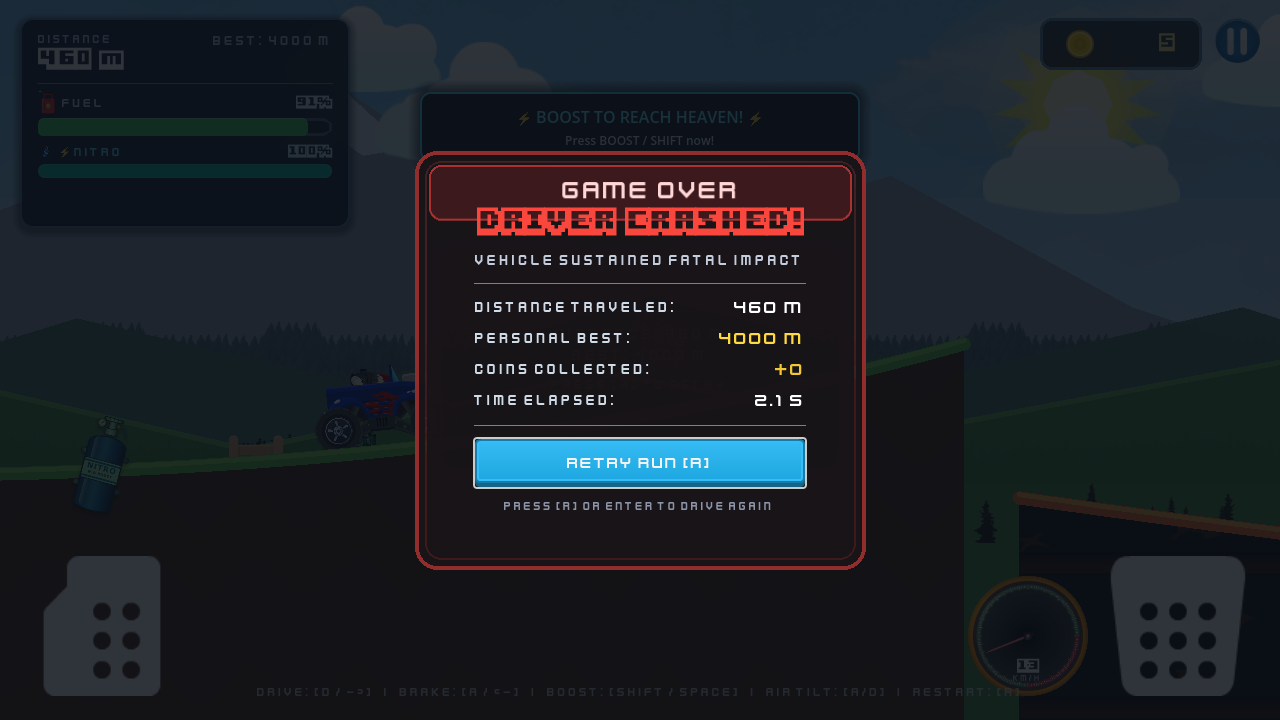 DISTANCE
BEST: 4000 M
460 M
5
FUEL
91%
⚡ BOOST TO REACH HEAVEN! ⚡
Press BOOST / SHIFT now!
⚡NITRO
100%
GAME OVER
DRIVER CRASHED!
VEHICLE SUSTAINED FATAL IMPACT
DISTANCE TRAVELED: 460 M
PERSONAL BEST: 4000 M
COINS COLLECTED: +0
TIME ELAPSED: 2.1 S
RETRY RUN [R]
PRESS [R] OR ENTER TO DRIVE AGAIN
NITRO
13
KM/H
DRIVE: [D / ->] | BRAKE: [A / <-] | BOOST: [SHIFT / SPACE] | AIR TILT: [A/D] | RESTART: [R]